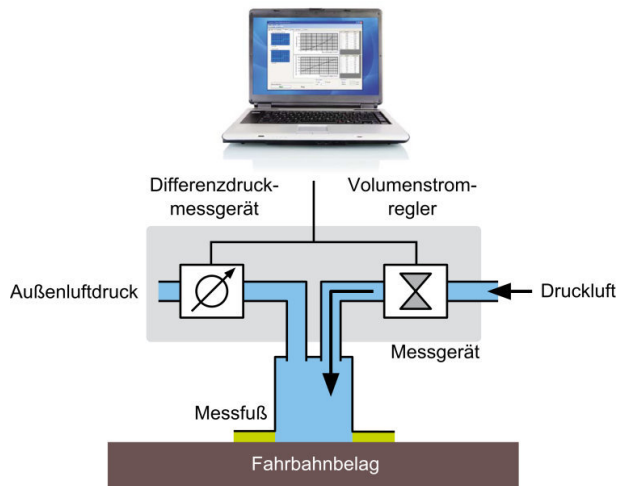 Differenzdruck-
messgerät
Volumenstrom-
regler
Außenluftdruck
Druckluft
Messgerät
Messfuß
Fahrbahnbelag